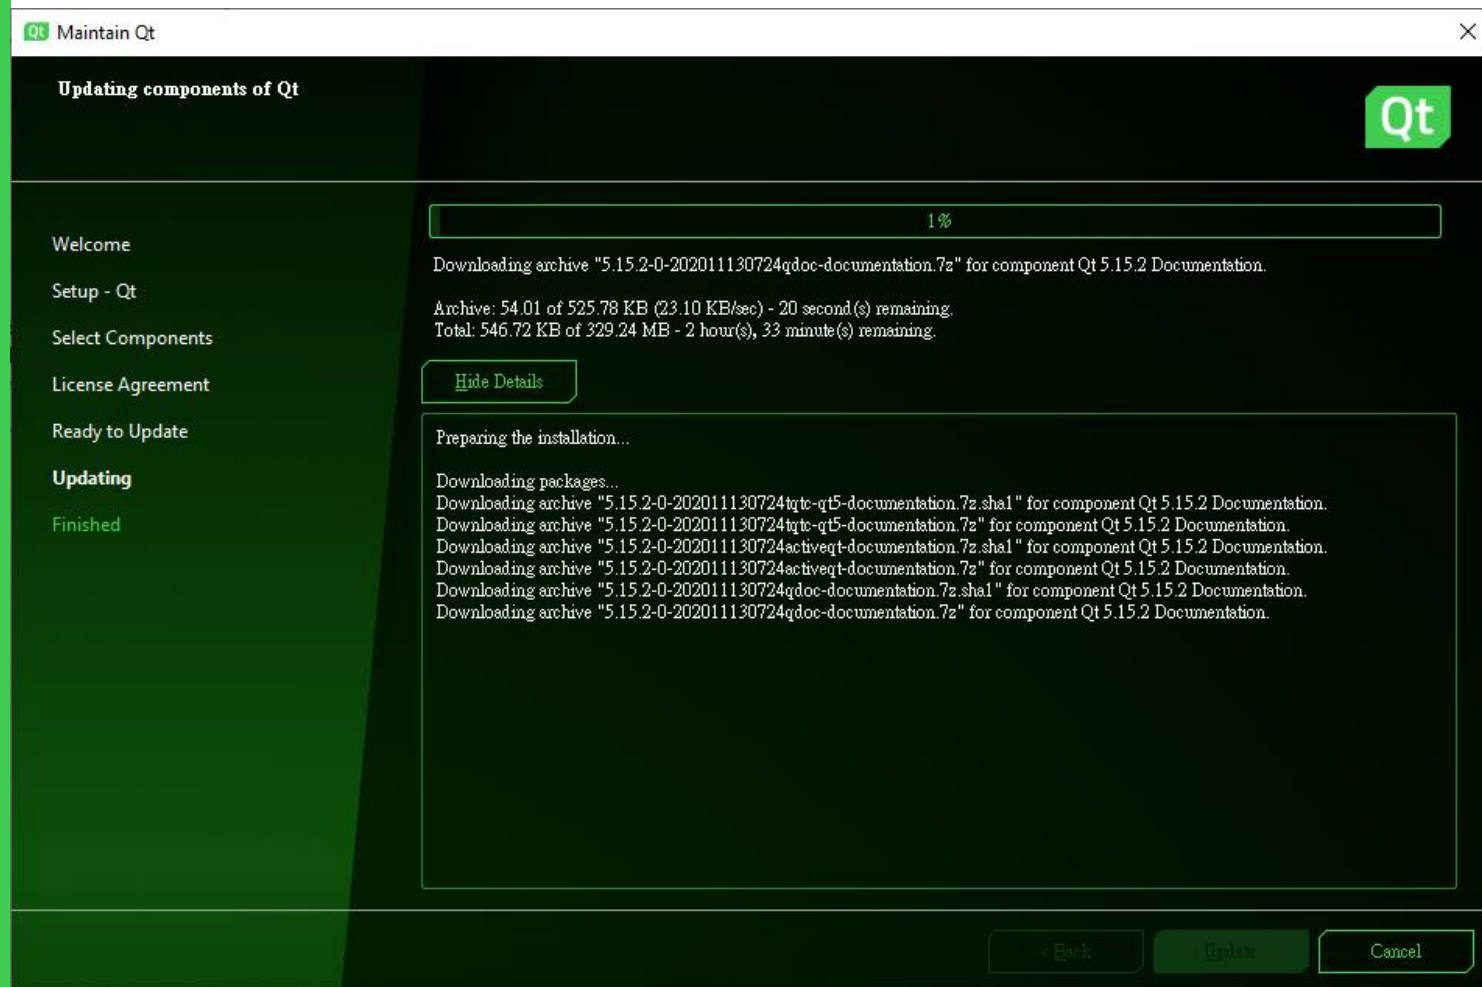 Qt Maintain Qt
Updating components of Qt
Qt
Welcome
Setup - Qt
Select Components
License Agreement
Ready to Update
Updating
Finished
1%
Downloading archive "5.15.2-0-202011130724qdoc-documentation.7z" for component Qt 5.15.2 Documentation.
Archive: 54.01 of 525.78 KB (23.10 KB/sec) - 20 second(s) remaining.
Total: 546.72 KB of 329.24 MB - 2 hour(s), 33 minute(s) remaining.
Hide Details
Preparing the installation...
Downloading packages...
Downloading archive "5.15.2-0-202011130724tqtc-qt5-documentation.7z.sha1" for component Qt 5.15.2 Documentation.
Downloading archive "5.15.2-0-202011130724tqtc-qt5-documentation.7z" for component Qt 5.15.2 Documentation.
Downloading archive "5.15.2-0-202011130724activeqt-documentation.7z.sha1" for component Qt 5.15.2 Documentation.
Downloading archive "5.15.2-0-202011130724activeqt-documentation.7z" for component Qt 5.15.2 Documentation.
Downloading archive "5.15.2-0-202011130724qdoc-documentation.7z.sha1" for component Qt 5.15.2 Documentation.
Downloading archive "5.15.2-0-202011130724qdoc-documentation.7z" for component Qt 5.15.2 Documentation.
< Back
Update
Cancel